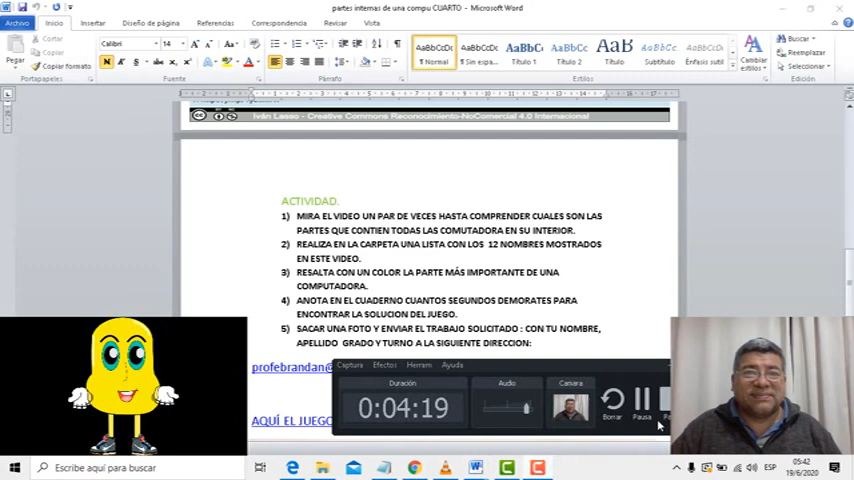 partes internas de una compu CUARTO - Microsoft Word
Archivo Inicio Insertar Diseño de página Referencias Correspondencia Revisar Vista
Cortar
Copiar
Copiar formato
Pegar
Calibri 14
AaBbCcDc AaBbCcDc AaBbC AaBbCc AaB AaBbCc. AaBbCcDc
¶ Normal ¶ Sin espa... Título 1 Título 2 Título Subtítulo Énfasis sutil
Cambiar estilos
Buscar
Reemplazar
Seleccionar
Portapapeles Fuente Párrafo Estilos Edición
Iván Lasso - Creative Commons Reconocimiento-NoComercial 4.0 Internacional
ACTIVIDAD.
1) MIRA EL VIDEO UN PAR DE VECES HASTA COMPRENDER CUALES SON LAS
PARTES QUE CONTIEN TODAS LAS COMUTADORA EN SU INTERIOR.
2) REALIZA EN LA CARPETA UNA LISTA CON LOS 12 NOMBRES MOSTRADOS
EN ESTE VIDEO.
3) RESALTA CON UN COLOR LA PARTE MÁS IMPORTANTE DE UNA
COMPUTADORA.
4) ANOTA EN EL CUADERNO CUANTOS SEGUNDOS DEMORATES PARA
ENCONTRAR LA SOLUCION DEL JUEGO.
5) SACAR UNA FOTO Y ENVIAR EL TRABAJO SOLICITADO : CON TU NOMBRE,
APELLIDO GRADO Y TURNO A LA SIGUIENTE DIRECCION:
profebrandan@
AQUÍ EL JUEGO
Captura Efectos Herram Ayuda
Duración Audio Camara
0:04:19
Borrar Pausa Pa
Escribe aquí para buscar
ESP
05:42
19/6/2020